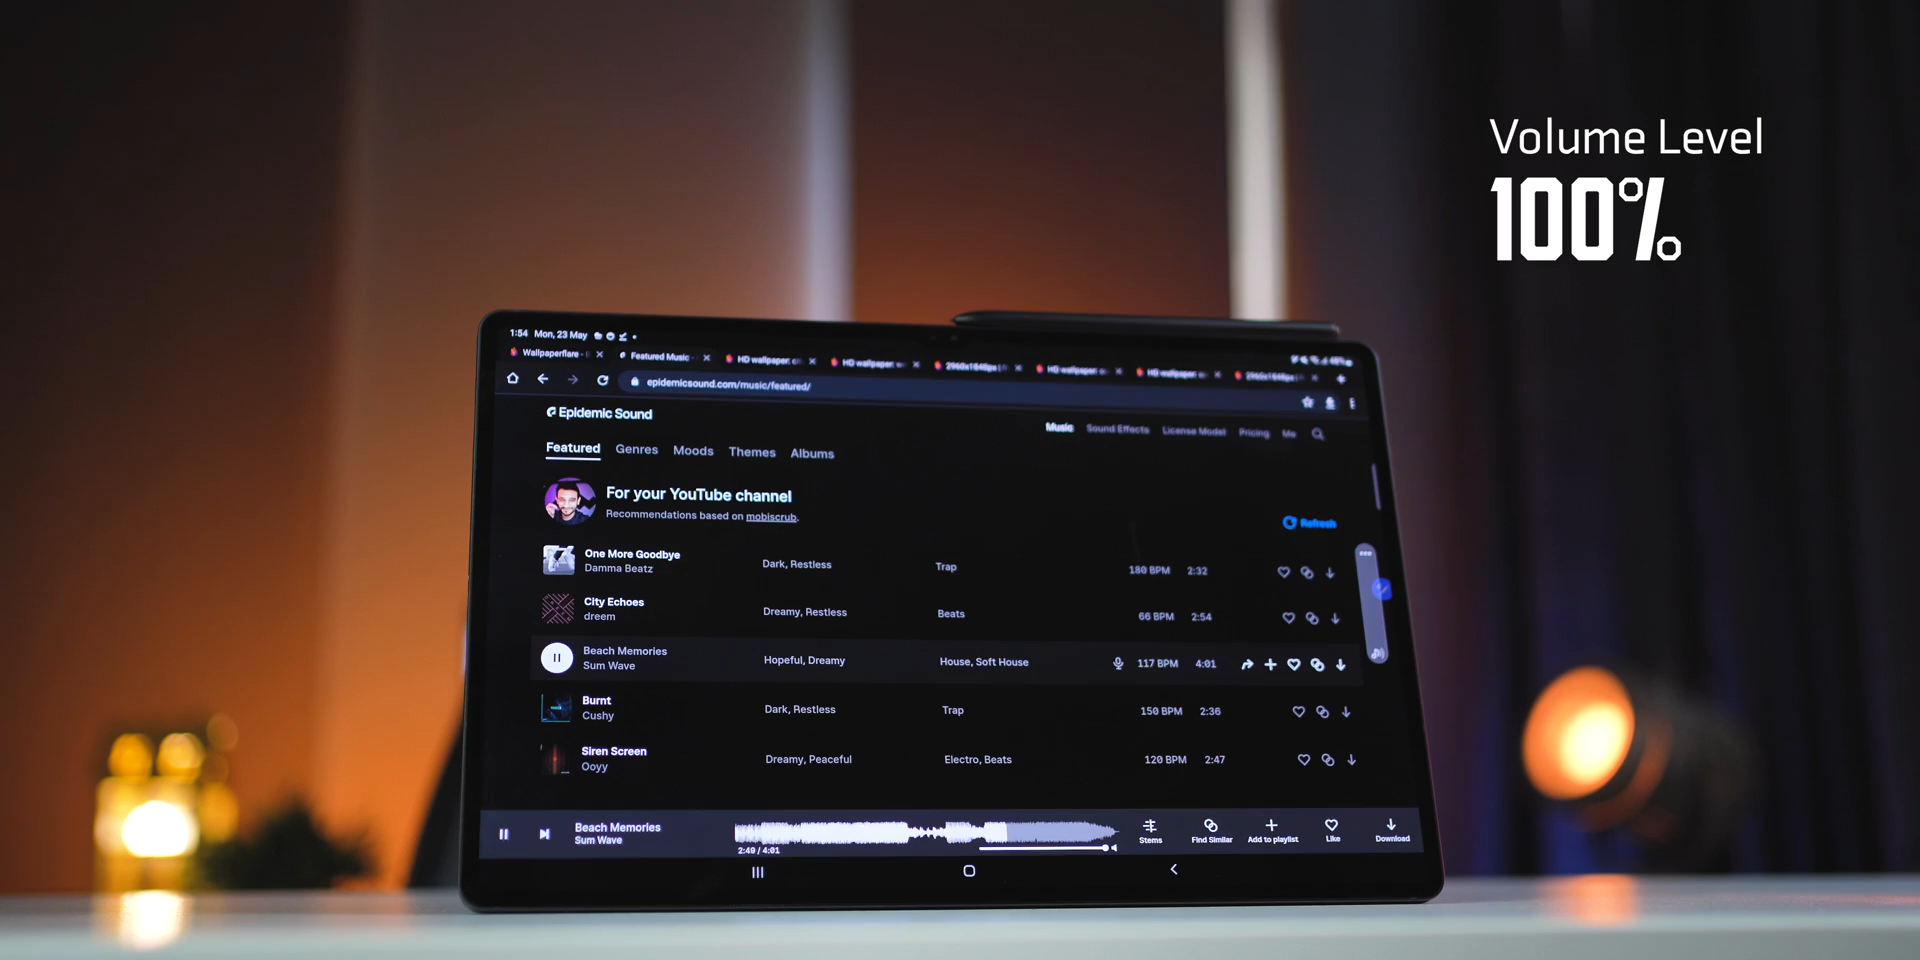 Volume Level
100%
1:54 Mon, 23 May
Wallpaperflare -
Featured Music
HD wallpaper: c
HD wallpaper: w
2960x1848px |
HD wallpaper: w
HD wallpaper: w
2960x1848px |
epidemicsound.com/music/featured/
Epidemic Sound
Music Sound Effects License Model Pricing Me
Featured Genres Moods Themes Albums
For your YouTube channel
Recommendations based on mobiscrub.
Refresh
One More Goodbye
Damma Beatz
Dark, Restless
Trap
180 BPM 2:32
City Echoes
dreem
Dreamy, Restless
Beats
66 BPM 2:54
Beach Memories
Sum Wave
Hopeful, Dreamy
House, Soft House
117 BPM 4:01
Burnt
Cushy
Dark, Restless
Trap
150 BPM 2:36
Siren Screen
Ooyy
Dreamy, Peaceful
Electro, Beats
120 BPM 2:47
Beach Memories
Sum Wave
2:49 / 4:01
Stems
Find Similar
Add to playlist
Like
Download